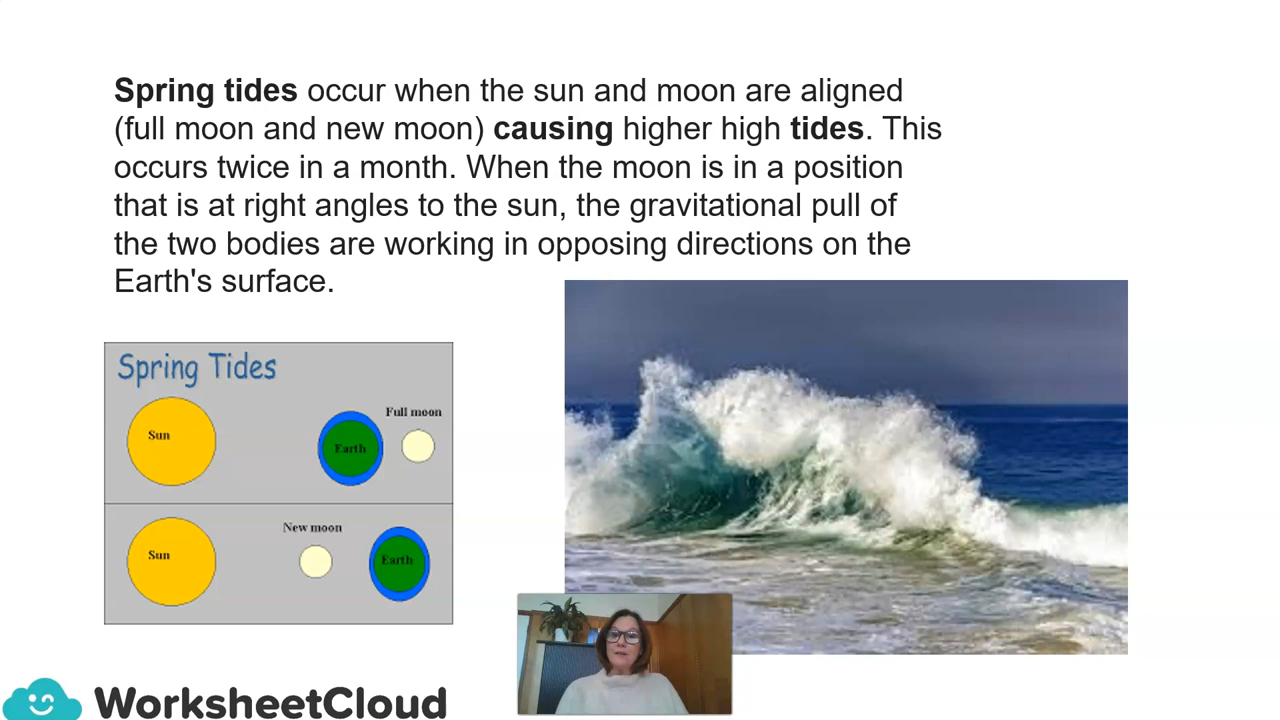 Spring tides occur when the sun and moon are aligned
(full moon and new moon) causing higher high tides. This
occurs twice in a month. When the moon is in a position
that is at right angles to the sun, the gravitational pull of
the two bodies are working in opposing directions on the
Earth's surface.
Spring Tides
Full moon
Sun
Earth
New moon
Sun
Earth
WorksheetCloud